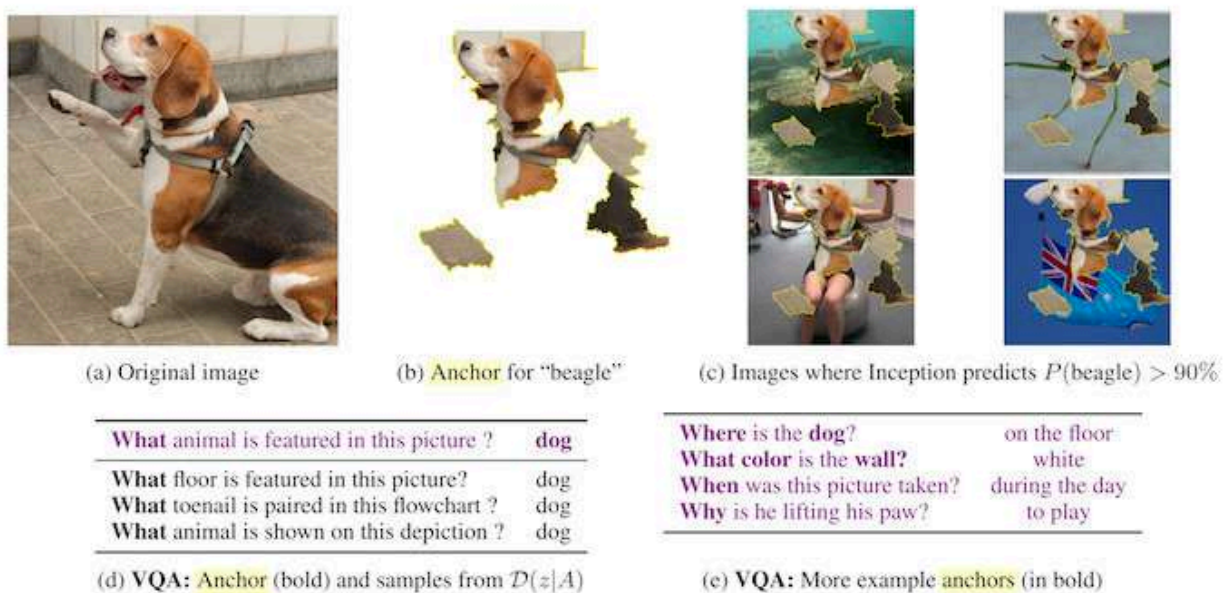 (a) Original image
(b) Anchor for “beagle”
(c) Images where Inception predicts P(beagle) > 90%
What animal is featured in this picture ? dog
What floor is featured in this picture? dog
What toenail is paired in this flowchart ? dog
What animal is shown on this depiction ? dog
(d) VQA: Anchor (bold) and samples from D(z|A)
Where is the dog? on the floor
What color is the wall? white
When was this picture taken? during the day
Why is he lifting his paw? to play
(e) VQA: More example anchors (in bold)